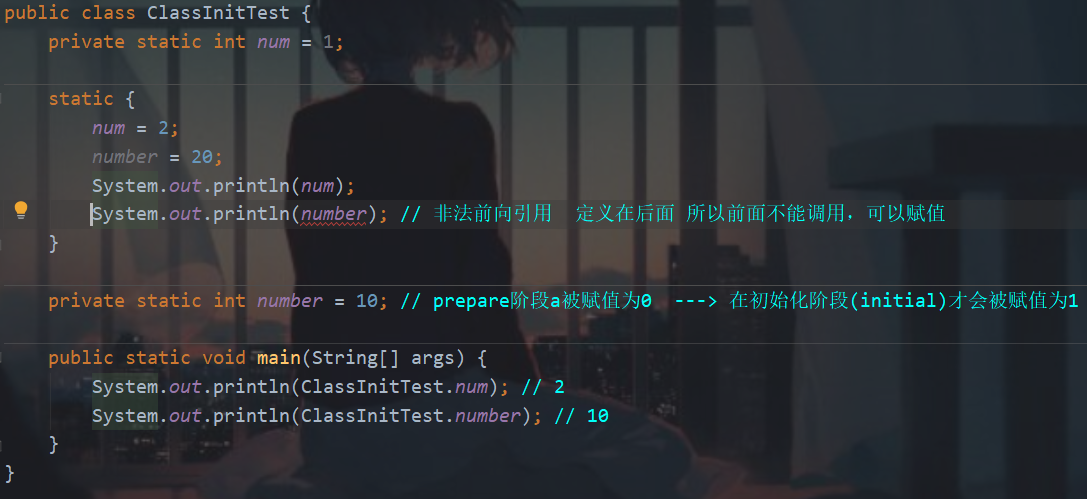 public class ClassInitTest {
private static int num = 1;
static {
num = 2;
number = 20;
System.out.println(num);
System.out.println(number); // 非法前向引用 定义在后面 所以前面不能调用，可以赋值
}
private static int number = 10; // prepare阶段a被赋值为0 ---> 在初始化阶段(initial)才会被赋值为1
public static void main(String[] args) {
System.out.println(ClassInitTest.num); // 2
System.out.println(ClassInitTest.number); // 10
}
}